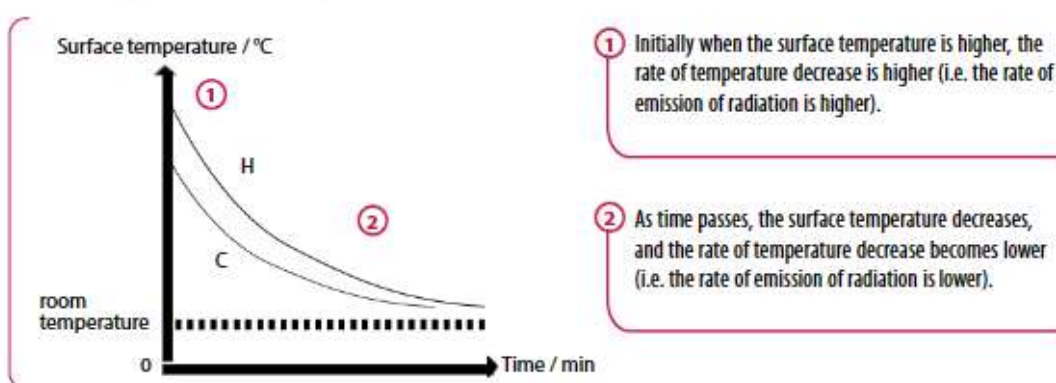 Surface temperature / °C
1
H
2
C
room
temperature
0
Time / min
1 Initially when the surface temperature is higher, the
rate of temperature decrease is higher (i.e. the rate of
emission of radiation is higher).
2 As time passes, the surface temperature decreases,
and the rate of temperature decrease becomes lower
(i.e. the rate of emission of radiation is lower).